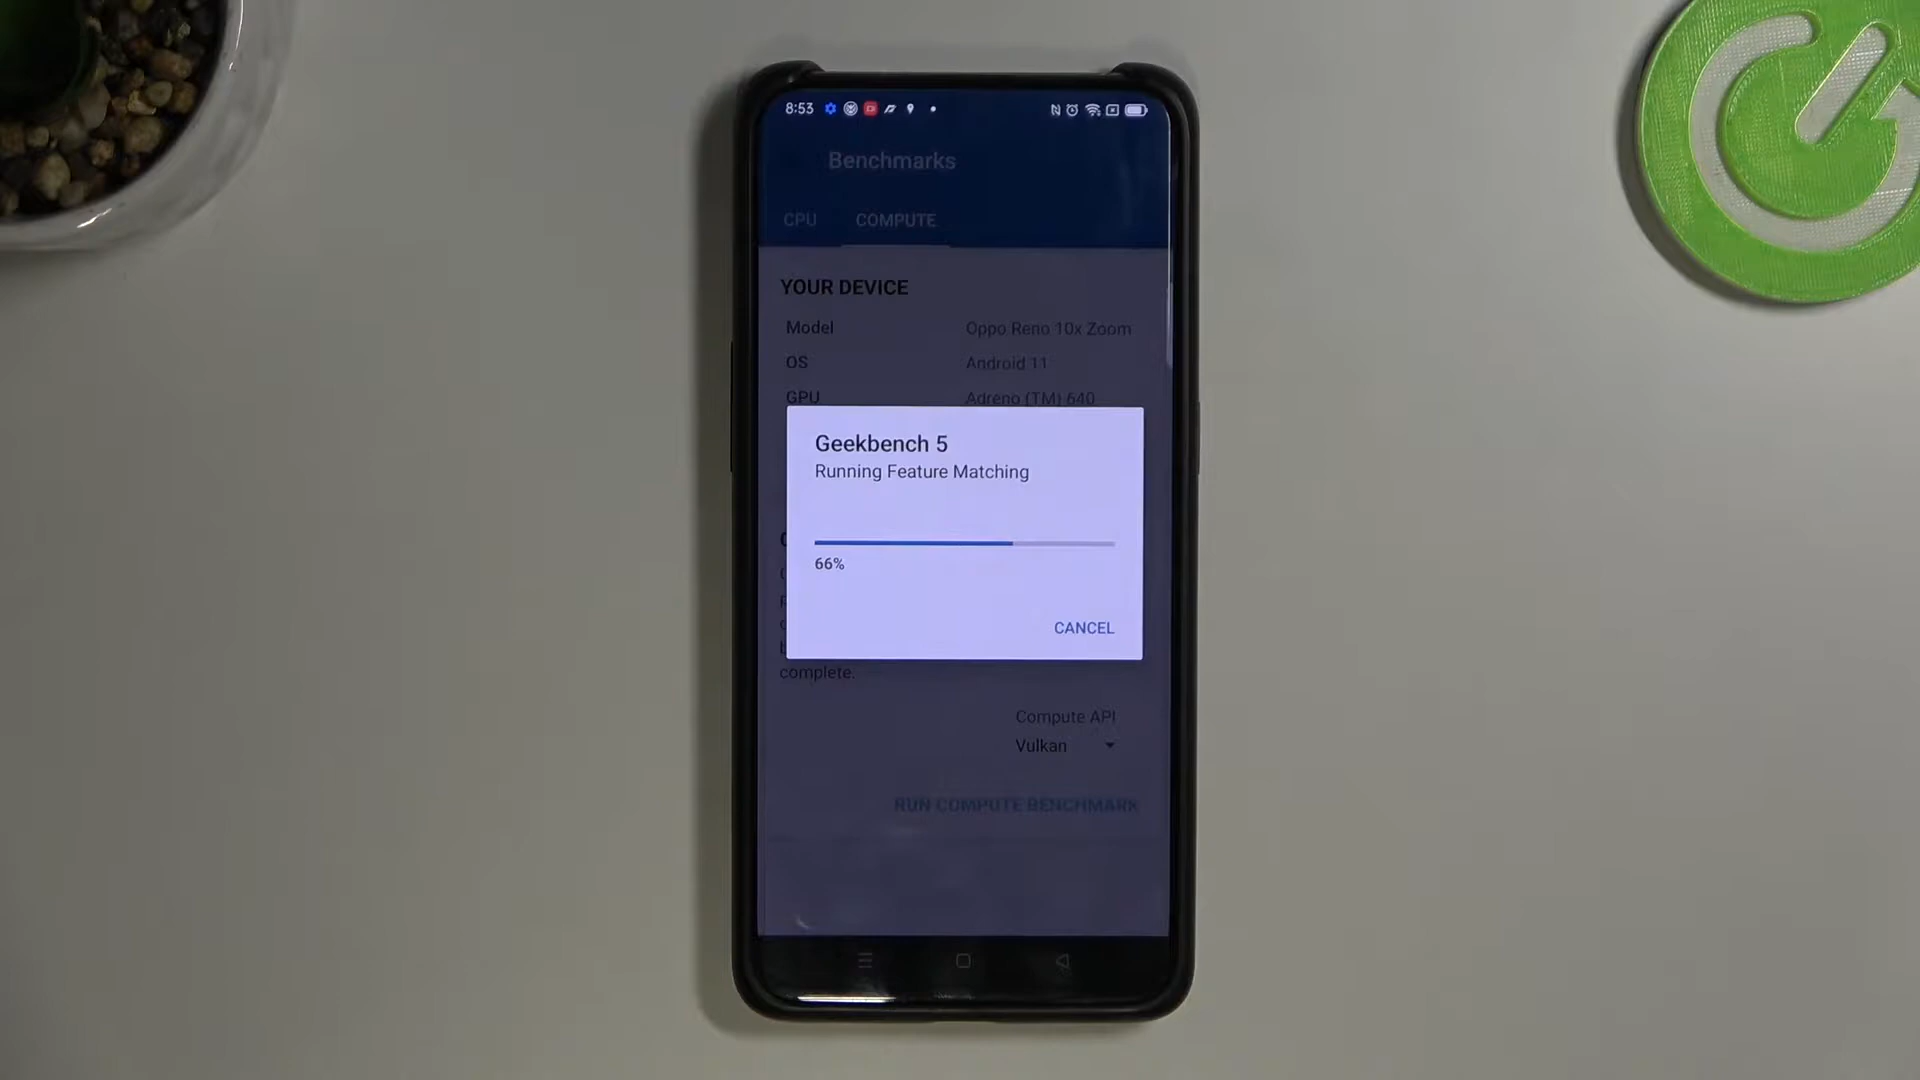 8:53
Benchmarks
CPU COMPUTE
YOUR DEVICE
Model Oppo Reno 10x Zoom
OS Android 11
GPU Adreno (TM) 640
Geekbench 5
Running Feature Matching
66%
CANCEL
complete.
Compute API
Vulkan
RUN COMPUTE BENCHMARK